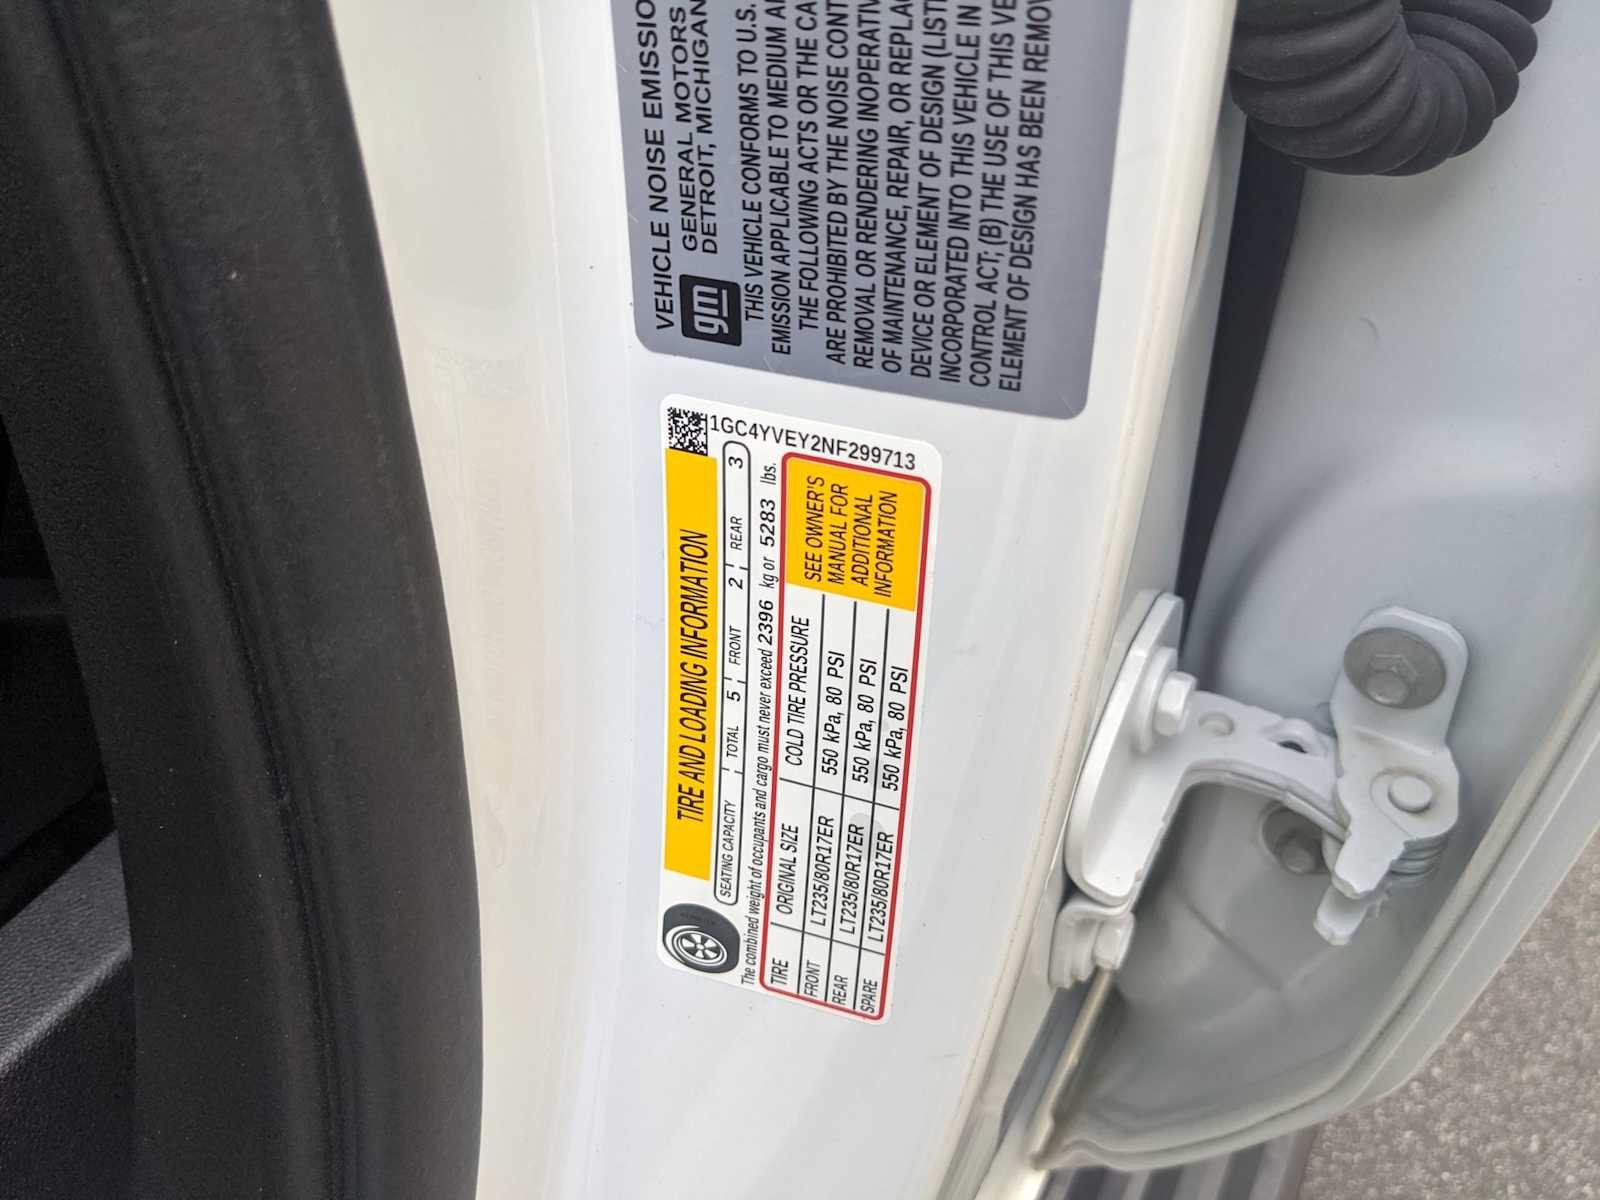 VEHICLE NOISE EMISSIO
GENERAL MOTORS
DETROIT, MICHIGAN
gm
THIS VEHICLE CONFORMS TO U.S.
EMISSION APPLICABLE TO MEDIUM A
THE FOLLOWING ACTS OR THE CA
ARE PROHIBITED BY THE NOISE CONT
REMOVAL OR RENDERING INOPERATIV
OF MAINTENANCE, REPAIR, OR REPLAC
DEVICE OR ELEMENT OF DESIGN (LIST
INCORPORATED INTO THIS VEHICLE IN
CONTROL ACT; (B) THE USE OF THIS VE
ELEMENT OF DESIGN HAS BEEN REMOV
1GC4YVEY2NF299713
TIRE AND LOADING INFORMATION
SEATING CAPACITY TOTAL 5 FRONT 2 REAR 3
The combined weight of occupants and cargo must never exceed 2396 kg or 5283 lbs.
TIRE ORIGINAL SIZE COLD TIRE PRESSURE
FRONT LT235/80R17ER 550 kPa, 80 PSI
REAR LT235/80R17ER 550 kPa, 80 PSI
SPARE LT235/80R17ER 550 kPa, 80 PSI
SEE OWNER'S
MANUAL FOR
ADDITIONAL
INFORMATION